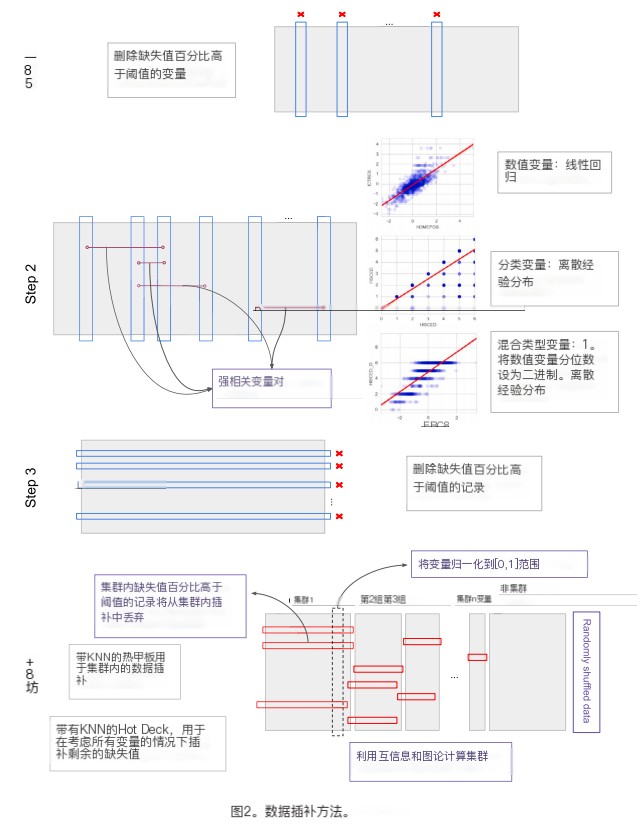 一85
删除缺失值百分比高
于阈值的变量
...
Step 2
...
强相关变量对
数值变量：线性回
归
HOMEPOS
分类变量：离散经
验分布
HISCED
混合类型变量：1。
将数值变量分位数
设为二进制。离散
经验分布
Step 3
删除缺失值百分比高
于阈值的记录
...
将变量归一化到[0,1]范围
集群内缺失值百分比高于
阈值的记录将从集群内插
补中丢弃
集群1
第2组第3组
集群n变量
非集群
+8坊
带KNN的热甲板用
于集群内的数据插
补
...
Randomly shuffled data
带有KNN的Hot Deck，用于
在考虑所有变量的情况下插
补剩余的缺失值
利用互信息和图论计算集群
图2。数据插补方法。